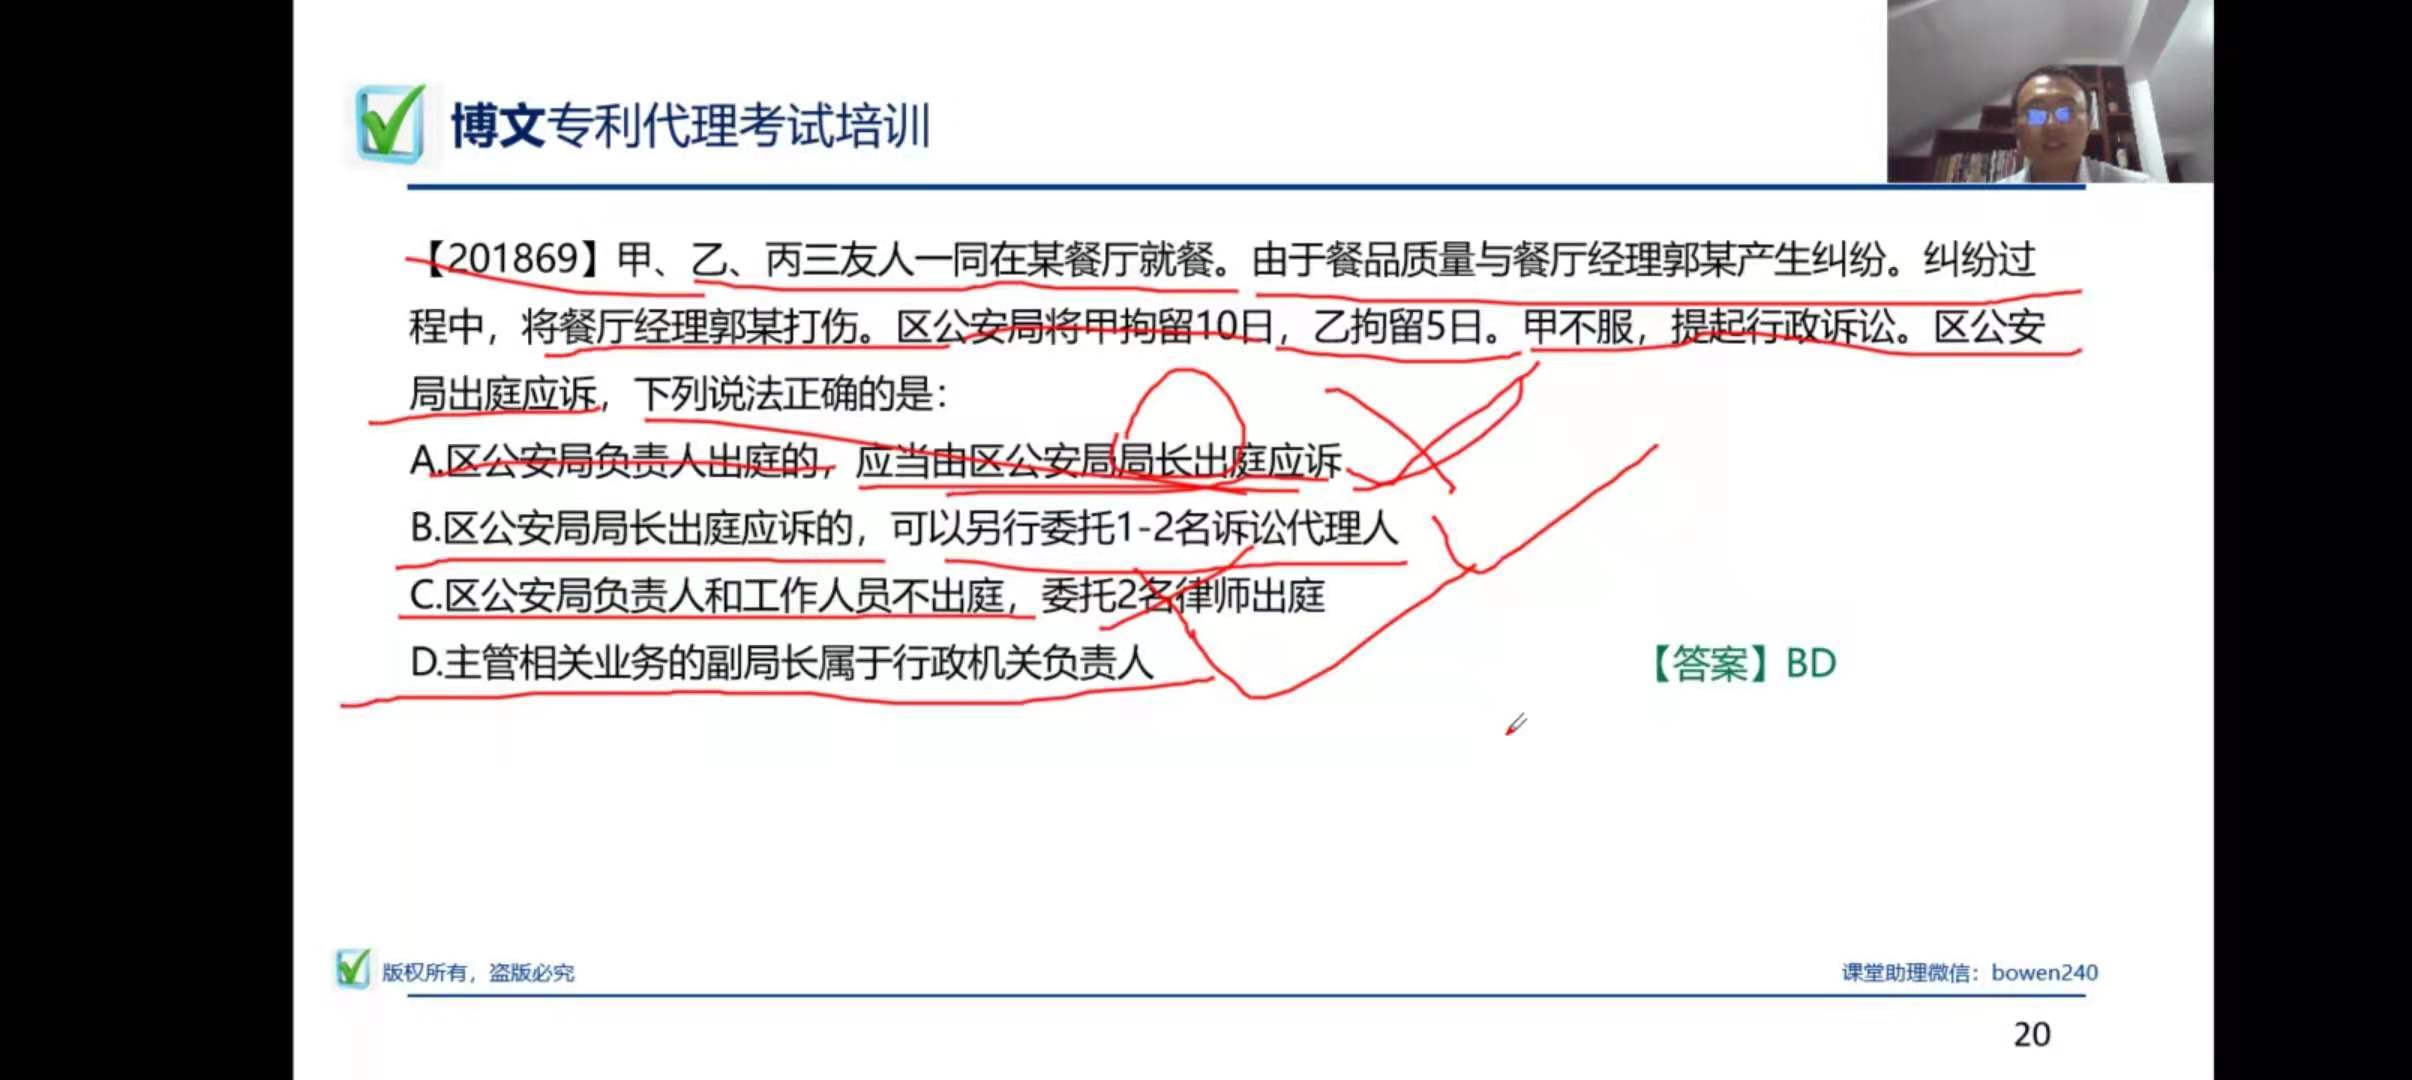 博文专利代理考试培训
【201869】甲、乙、丙三友人一同在某餐厅就餐。由于餐品质量与餐厅经理郭某产生纠纷。纠纷过
程中，将餐厅经理郭某打伤。区公安局将甲拘留10日，乙拘留5日。甲不服，提起行政诉讼。区公安
局出庭应诉，下列说法正确的是：
A.区公安局负责人出庭的，应当由区公安局局长出庭应诉
B.区公安局局长出庭应诉的，可以另行委托1-2名诉讼代理人
C.区公安局负责人和工作人员不出庭，委托2名律师出庭
D.主管相关业务的副局长属于行政机关负责人
【答案】BD
版权所有，盗版必究
课堂助理微信：bowen240
20